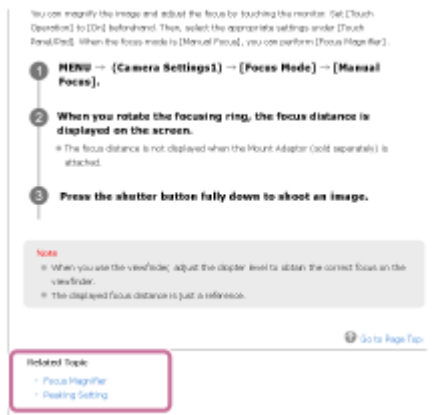 You can magnify the image and adjust the focus by touching the monitor. Set [Touch
Operation] to [On] beforehand. Then, select the appropriate settings under [Touch
Panel/Pad]. When the focus mode is [Manual Focus], you can perform [Focus Magnifier].
1 MENU → (Camera Settings1) → [Focus Mode] → [Manual
Focus].
2 When you rotate the focusing ring, the focus distance is
displayed on the screen.
The focus distance is not displayed when the Mount Adaptor (sold separately) is
attached.
3 Press the shutter button fully down to shoot an image.
Note
When you use the viewfinder, adjust the diopter level to obtain the correct focus on the
viewfinder.
The displayed focus distance is just a reference.
Go to Page Top
Related Topic
Focus Magnifier
Peaking Setting